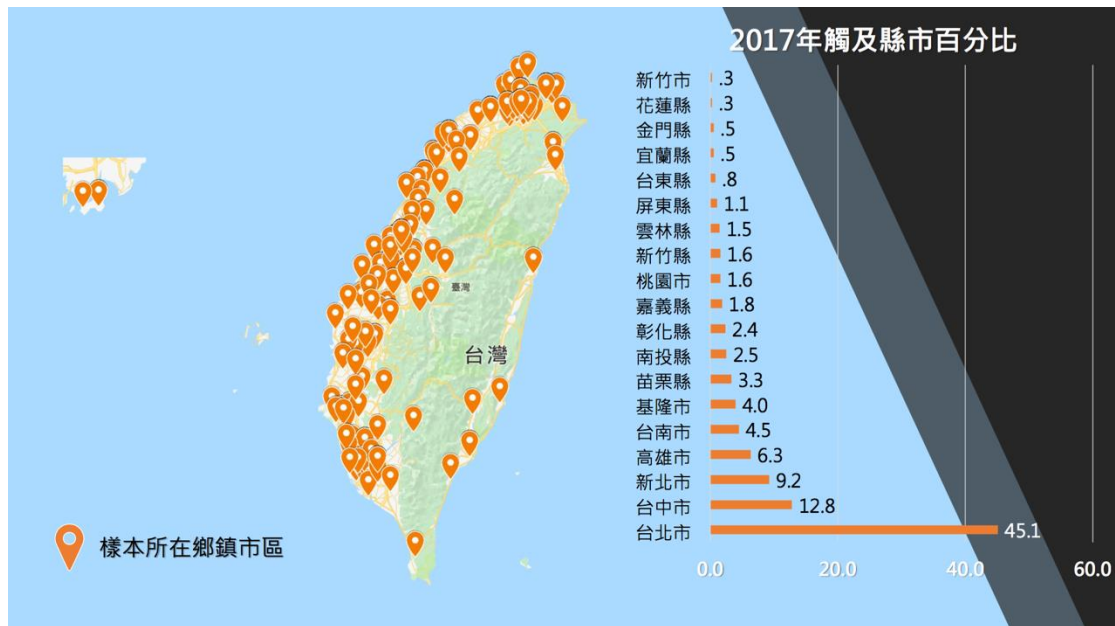 2017年觸及縣市百分比
新竹市 .3
花蓮縣 .3
金門縣 .5
宜蘭縣 .5
台東縣 .8
屏東縣 1.1
雲林縣 1.5
新竹縣 1.6
桃園市 1.6
嘉義縣 1.8
彰化縣 2.4
南投縣 2.5
苗栗縣 3.3
基隆市 4.0
台南市 4.5
高雄市 6.3
新北市 9.2
台中市 12.8
台北市 45.1
0.0 20.0 40.0 60.0
臺灣
台灣
樣本所在鄉鎮市區